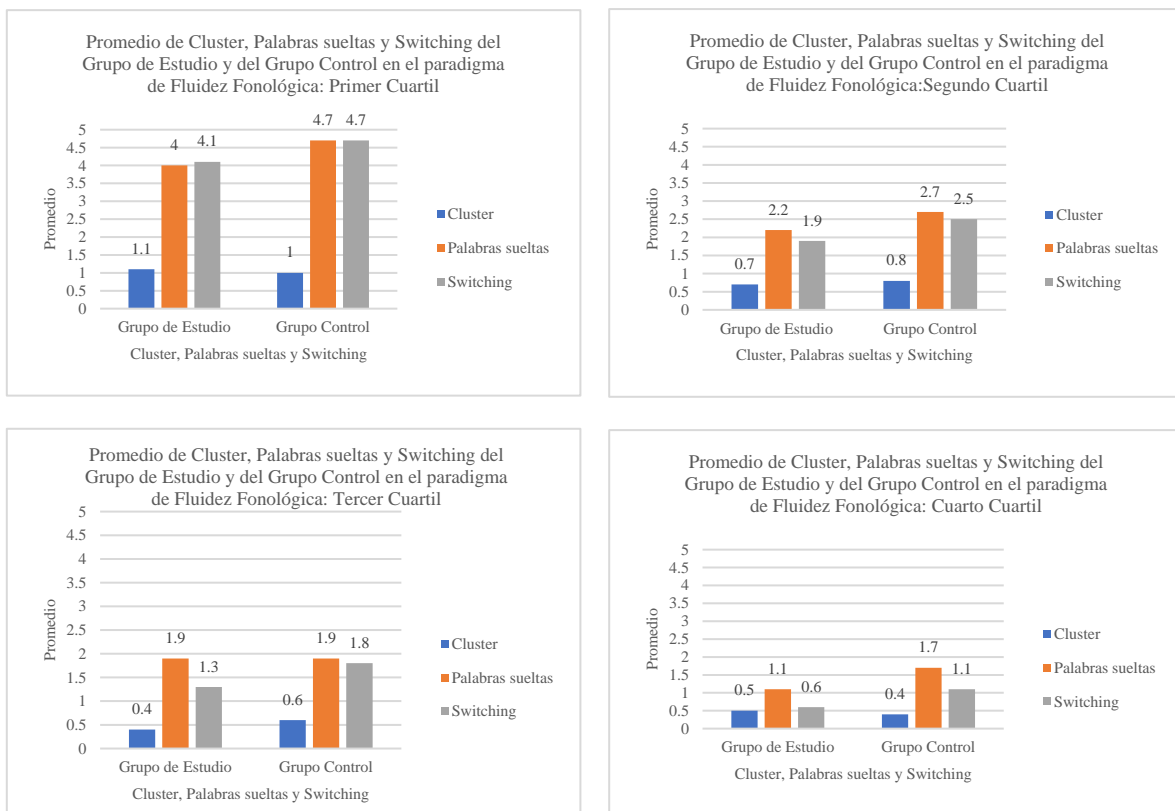 Promedio de Cluster, Palabras sueltas y Switching del
Grupo de Estudio y del Grupo Control en el paradigma
de Fluidez Fonológica: Primer Cuartil
5
4.5
4
3.5
3
2.5
2
1.5
1
0.5
0
Promedio
1.1
4
4.1
1
4.7
4.7
Grupo de Estudio
Grupo Control
Cluster, Palabras sueltas y Switching
Cluster
Palabras sueltas
Switching
Promedio de Cluster, Palabras sueltas y Switching del
Grupo de Estudio y del Grupo Control en el paradigma
de Fluidez Fonológica:Segundo Cuartil
5
4.5
4
3.5
3
2.5
2
1.5
1
0.5
0
Promedio
0.7
2.2
1.9
0.8
2.7
2.5
Grupo de Estudio
Grupo Control
Cluster, Palabras sueltas y Switching
Cluster
Palabras sueltas
Switching
Promedio de Cluster, Palabras sueltas y Switching del
Grupo de Estudio y del Grupo Control en el paradigma
de Fluidez Fonológica: Tercer Cuartil
5
4.5
4
3.5
3
2.5
2
1.5
1
0.5
0
Promedio
0.4
1.9
1.3
0.6
1.9
1.8
Grupo de Estudio
Grupo Control
Cluster, Palabras sueltas y Switching
Cluster
Palabras sueltas
Switching
Promedio de Cluster, Palabras sueltas y Switching del
Grupo de Estudio y del Grupo Control en el paradigma
de Fluidez Fonológica: Cuarto Cuartil
5
4.5
4
3.5
3
2.5
2
1.5
1
0.5
0
Promedio
0.5
1.1
0.6
0.4
1.7
1.1
Grupo de Estudio
Grupo Control
Cluster, Palabras sueltas y Switching
Cluster
Palabras sueltas
Switching